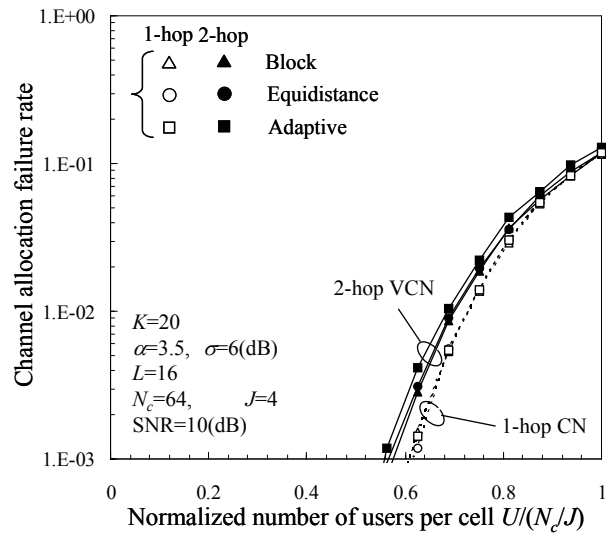 1.E+00
1-hop 2-hop
Block
Equidistance
Adaptive
Channel allocation failure rate
1.E-01
1.E-02
1.E-03
2-hop VCN
1-hop CN
K=20
α=3.5, σ=6(dB)
L=16
N_c=64, J=4
SNR=10(dB)
0 0.2 0.4 0.6 0.8 1
Normalized number of users per cell U/(N_c/J)